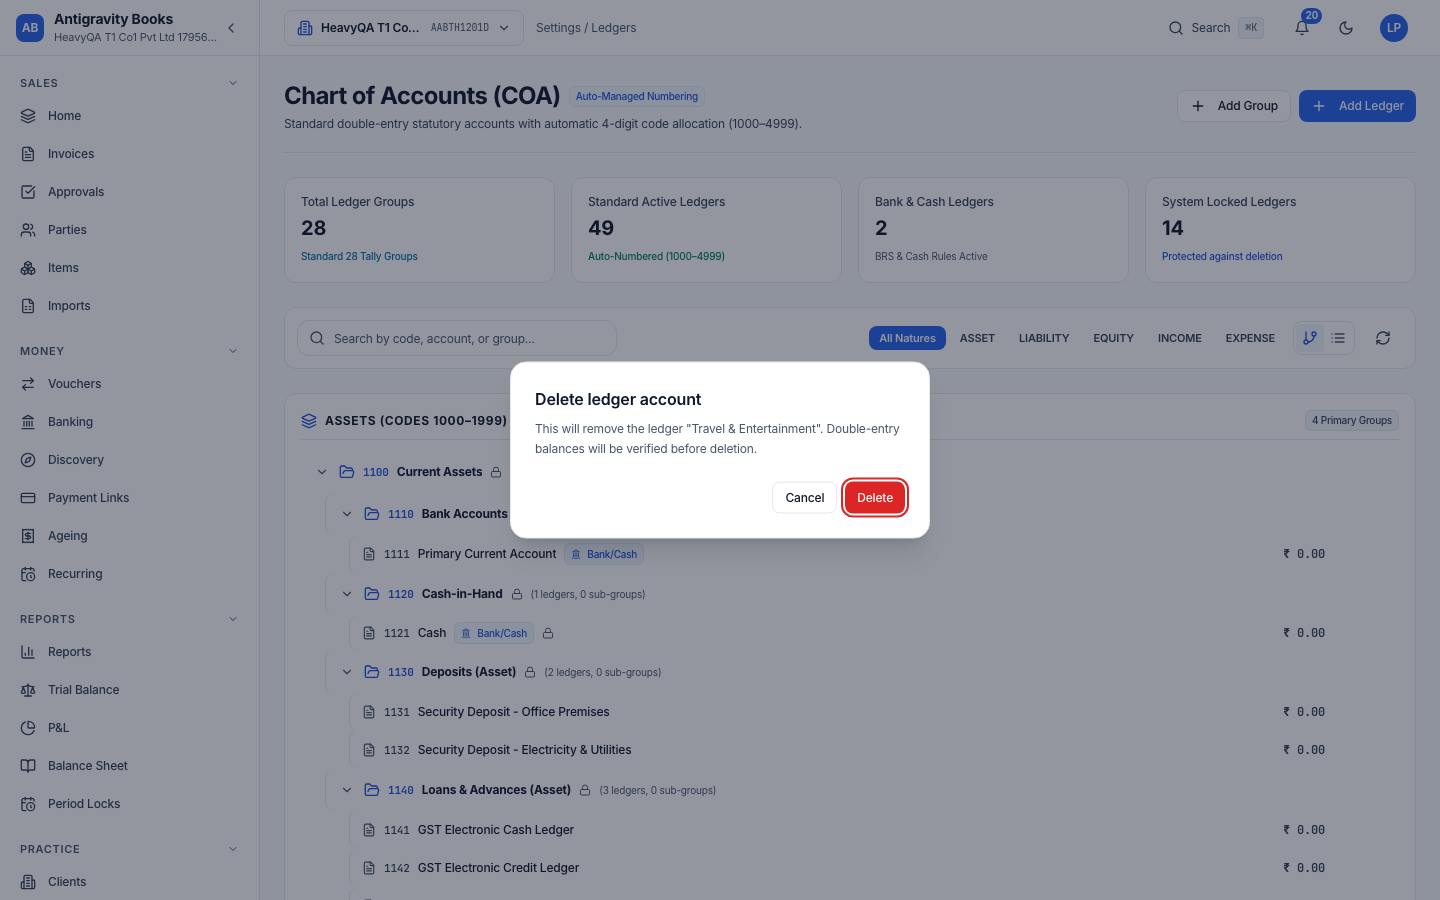 AB
Antigravity Books
HeavyQA T1 Co1 Pvt Ltd 17956...
SALES
Home
Invoices
Approvals
Parties
Items
Imports
MONEY
Vouchers
Banking
Discovery
Payment Links
Ageing
Recurring
REPORTS
Reports
Trial Balance
P&L
Balance Sheet
Period Locks
PRACTICE
Clients
HeavyQA T1 Co... AABTH1201D
Settings / Ledgers
Search ⌘K
20
LP
Chart of Accounts (COA) Auto-Managed Numbering
Standard double-entry statutory accounts with automatic 4-digit code allocation (1000–4999).
Add Group
Add Ledger
Total Ledger Groups
28
Standard 28 Tally Groups
Standard Active Ledgers
49
Auto-Numbered (1000–4999)
Bank & Cash Ledgers
2
BRS & Cash Rules Active
System Locked Ledgers
14
Protected against deletion
Search by code, account, or group...
All Natures ASSET LIABILITY EQUITY INCOME EXPENSE
ASSETS (CODES 1000–1999)
4 Primary Groups
Delete ledger account
This will remove the ledger "Travel & Entertainment". Double-entry
balances will be verified before deletion.
Cancel Delete
1100 Current Assets
1110 Bank Accounts
1111 Primary Current Account Bank/Cash ₹ 0.00
1120 Cash-in-Hand (1 ledgers, 0 sub-groups)
1121 Cash Bank/Cash ₹ 0.00
1130 Deposits (Asset) (2 ledgers, 0 sub-groups)
1131 Security Deposit - Office Premises ₹ 0.00
1132 Security Deposit - Electricity & Utilities ₹ 0.00
1140 Loans & Advances (Asset) (3 ledgers, 0 sub-groups)
1141 GST Electronic Cash Ledger ₹ 0.00
1142 GST Electronic Credit Ledger ₹ 0.00